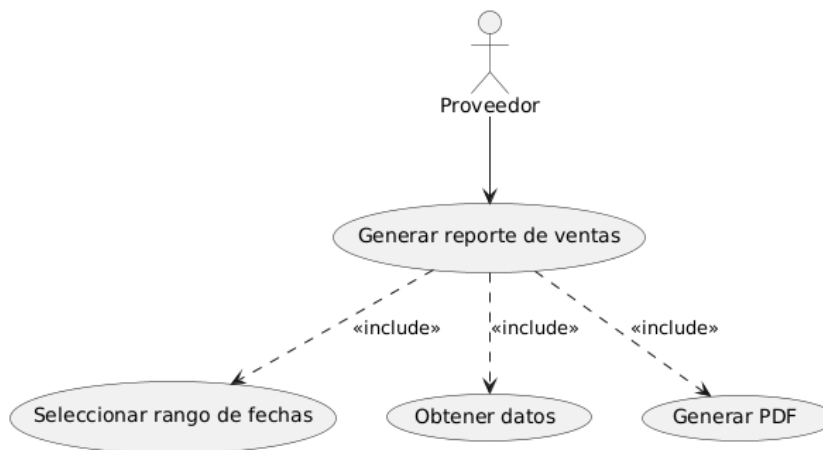 Proveedor
Generar reporte de ventas
«include»
«include»
«include»
Seleccionar rango de fechas
Obtener datos
Generar PDF